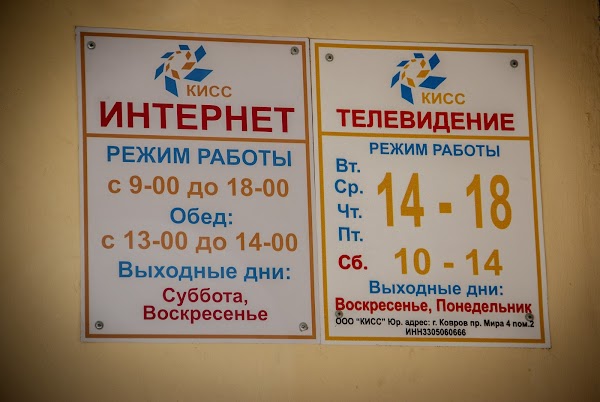 КИСС
ИНТЕРНЕТ
РЕЖИМ РАБОТЫ
с 9-00 до 18-00
Обед:
с 13-00 до 14-00
Выходные дни:
Суббота,
Воскресенье
КИСС
ТЕЛЕВИДЕНИЕ
РЕЖИМ РАБОТЫ
Вт.
Ср.
Чт.
Пт.
14 - 18
Сб. 10 - 14
Выходные дни:
Воскресенье, Понедельник
ООО "КИСС" Юр. адрес: г. Ковров пр. Мира 4 пом.2
ИНН3305060666